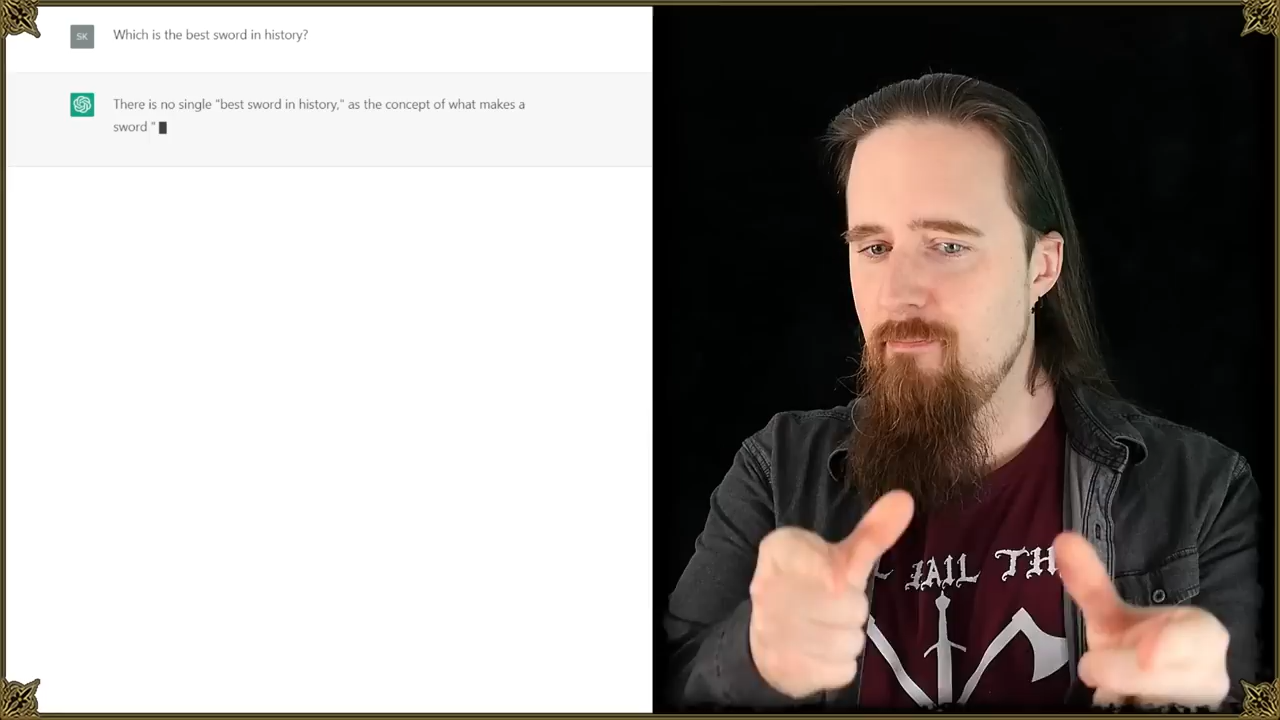 SK
Which is the best sword in history?
There is no single "best sword in history," as the concept of what makes a
sword "
JAIL TH